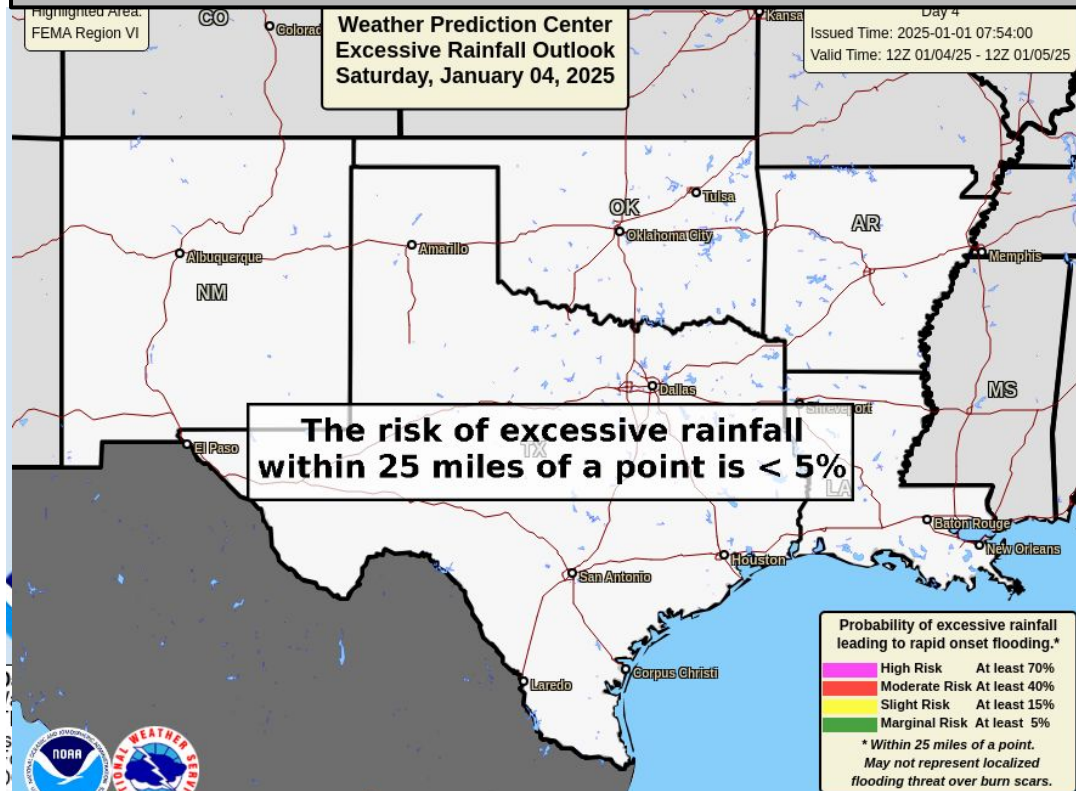 Highlighted Area:
FEMA Region VI
Weather Prediction Center
Excessive Rainfall Outlook
Saturday, January 04, 2025
Day 4
Issued Time: 2025-01-01 07:54:00
Valid Time: 12Z 01/04/25 - 12Z 01/05/25
CO
Colorad
Kansa
Tulsa
OK
Oklahoma City
AR
Amarillo
Albuquerque
Memphis
NM
Dallas
MS
Shreveport
The risk of excessive rainfall
within 25 miles of a point is < 5%
El Paso
TX
LA
Baton Rouge
New Orleans
Houston
San Antonio
Laredo
Corpus Christi
Probability of excessive rainfall
leading to rapid onset flooding.*
High Risk At least 70%
Moderate Risk At least 40%
Slight Risk At least 15%
Marginal Risk At least 5%
* Within 25 miles of a point.
May not represent localized
flooding threat over burn scars.
NOAA